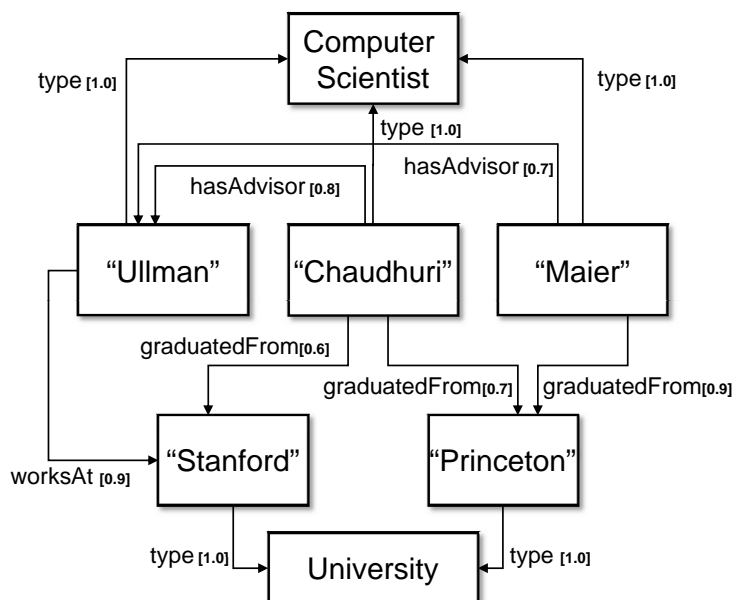 Computer
Scientist
type [1.0]
type [1.0]
type [1.0]
hasAdvisor [0.8]
hasAdvisor [0.7]
“Ullman”
“Chaudhuri”
“Maier”
graduatedFrom[0.6]
graduatedFrom[0.7]
graduatedFrom[0.9]
“Stanford”
“Princeton”
worksAt [0.9]
type [1.0]
type [1.0]
University